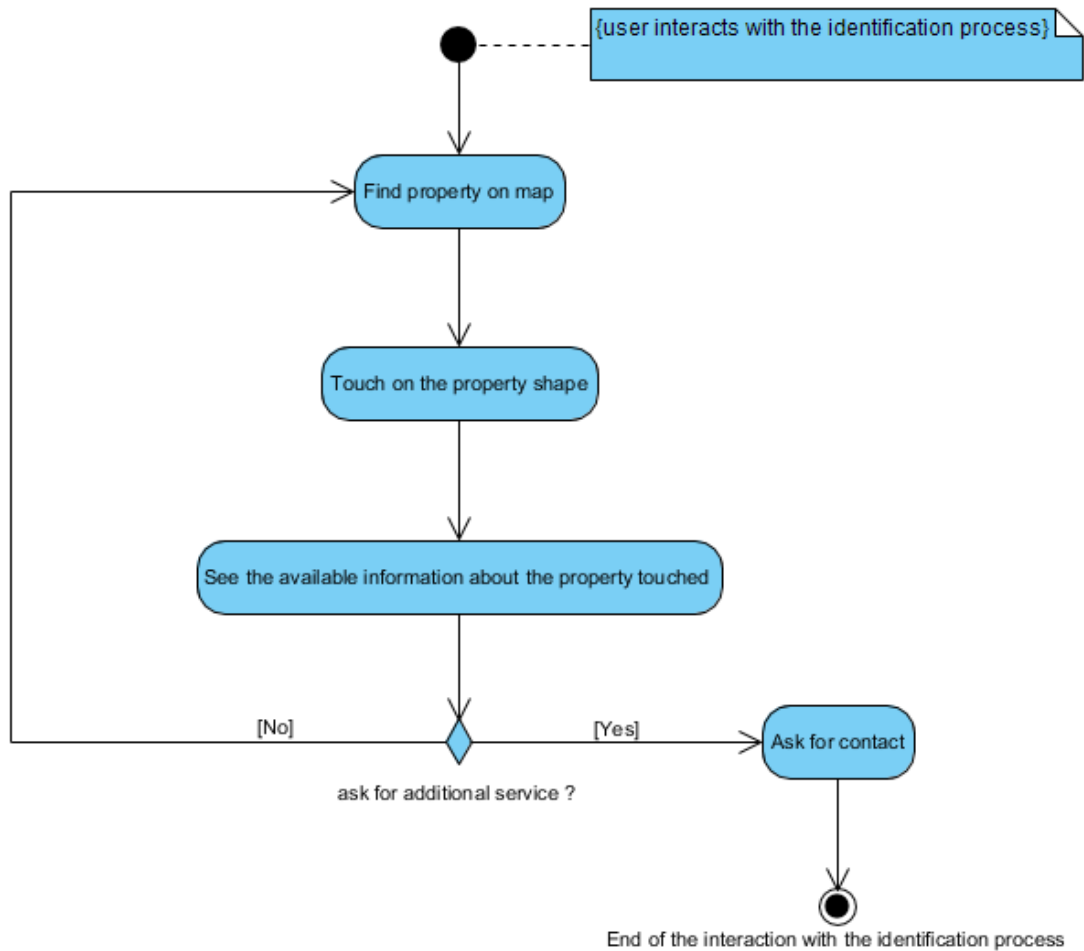 {user interacts with the identification process}
Find property on map
Touch on the property shape
See the available information about the property touched
[No]
[Yes]
Ask for contact
ask for additional service ?
End of the interaction with the identification process